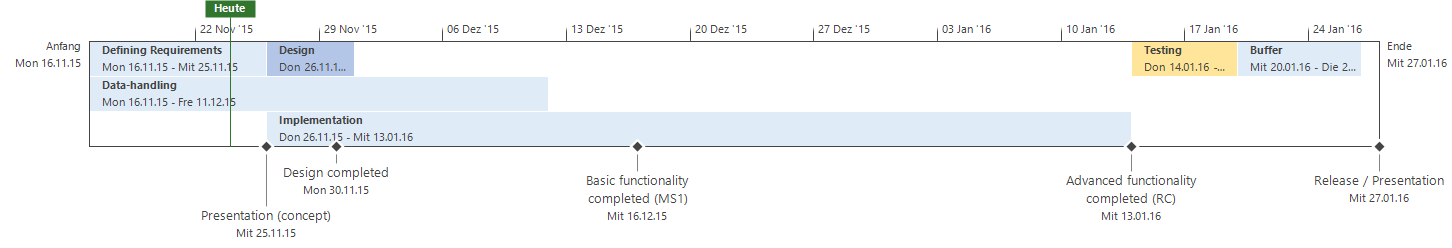 Heute
22 Nov '15
29 Nov '15
06 Dez '15
13 Dez '15
20 Dez '15
27 Dez '15
03 Jan '16
10 Jan '16
17 Jan '16
24 Jan '16
Anfang
Mon 16.11.15
Defining Requirements
Mon 16.11.15 - Mit 25.11.15
Design
Don 26.11.1...
Testing
Don 14.01.16 -...
Buffer
Mit 20.01.16 - Die 2...
Ende
Mit 27.01.16
Data-handling
Mon 16.11.15 - Fre 11.12.15
Implementation
Don 26.11.15 - Mit 13.01.16
Design completed
Mon 30.11.15
Presentation (concept)
Mit 25.11.15
Basic functionality
completed (MS1)
Mit 16.12.15
Advanced functionality
completed (RC)
Mit 13.01.16
Release / Presentation
Mit 27.01.16